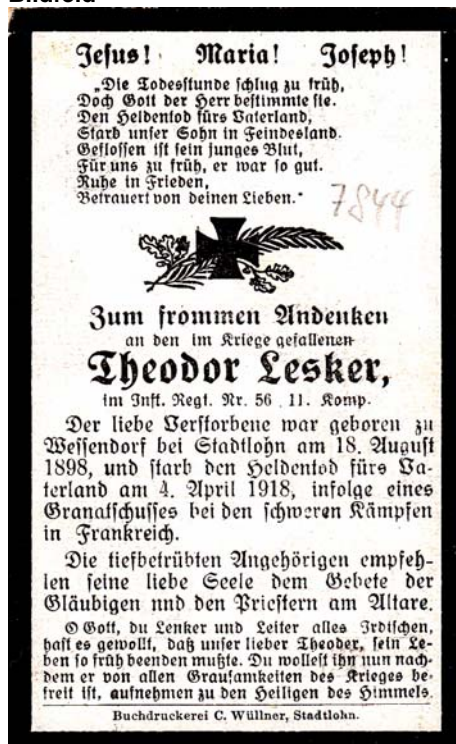 Bildfeld
Jesus! Maria! Joseph!
„Die Todesstunde schlug zu früh,
Doch Gott der Herr bestimmte sie.
Den Heldentod fürs Vaterland,
Starb unser Sohn in Feindesland.
Geflossen ist sein junges Blut,
Für uns zu früh, er war so gut.
Ruhe in Frieden,
Betrauert von deinen Lieben.“
7844
Zum frommen Andenken
an den im Kriege gefallenen
Theodor Lesker,
im Inft. Regt. Nr. 56 11. Komp.
Der liebe Verstorbene war geboren zu
Wessendorf bei Stadtlohn am 18. August
1898, und starb den Heldentod fürs Va-
terland am 4. April 1918, infolge eines
Granatschusses bei den schweren Kämpfen
in Frankreich.
Die tiefbetrübten Angehörigen empfeh-
len seine liebe Seele dem Gebete der
Gläubigen nnd den Priestern am Altare.
O Gott, du Lenker und Leiter alles Irdischen,
hast es gewollt, daß unser lieber Theodor, sein Le-
ben so früh beenden mußte. Du wollest ihn nun nach-
dem er von allen Grausamkeiten des Krieges be-
freit ist, aufnehmen zu den Heiligen des Himmels.
Buchdruckerei C. Wüllner, Stadtlohn.